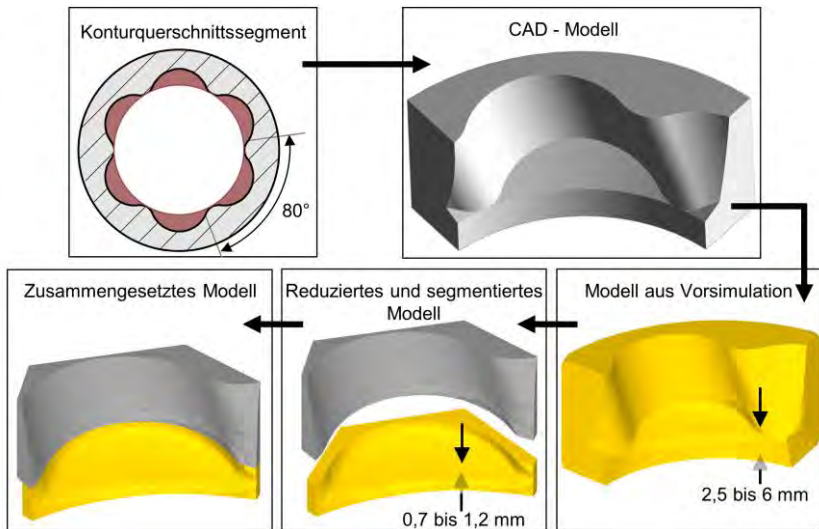 Konturquerschnittssegment
80°
CAD - Modell
Zusammengesetztes Modell
Reduziertes und segmentiertes
Modell
0,7 bis 1,2 mm
Modell aus Vorsimulation
2,5 bis 6 mm